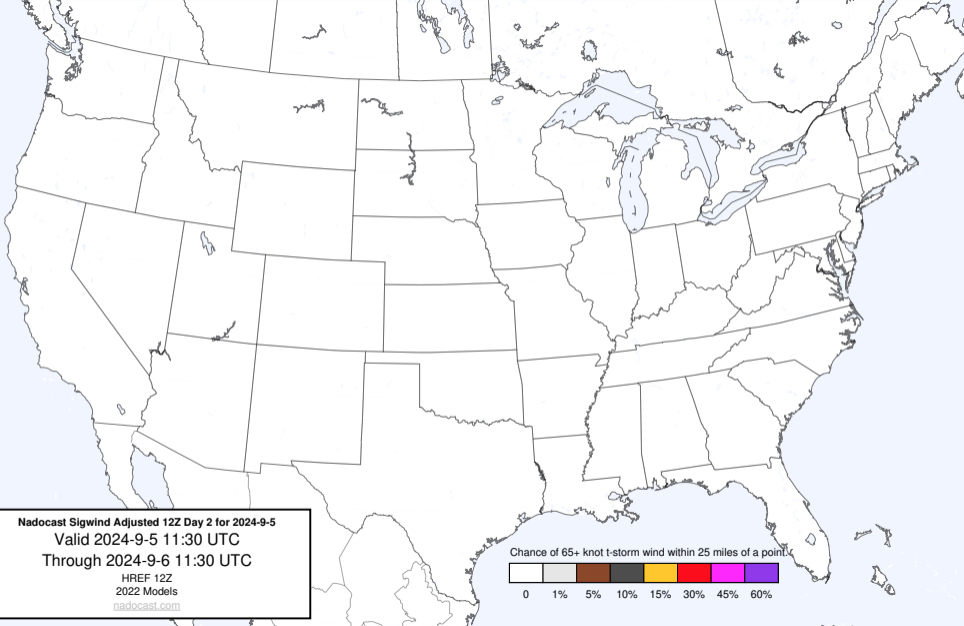 Nadocast Sigwind Adjusted 12Z Day 2 for 2024-9-5
Valid 2024-9-5 11:30 UTC
Through 2024-9-6 11:30 UTC
HREF 12Z
2022 Models
nadocast.com
Chance of 65+ knot t-storm wind within 25 miles of a point.
0 1% 5% 10% 15% 30% 45% 60%